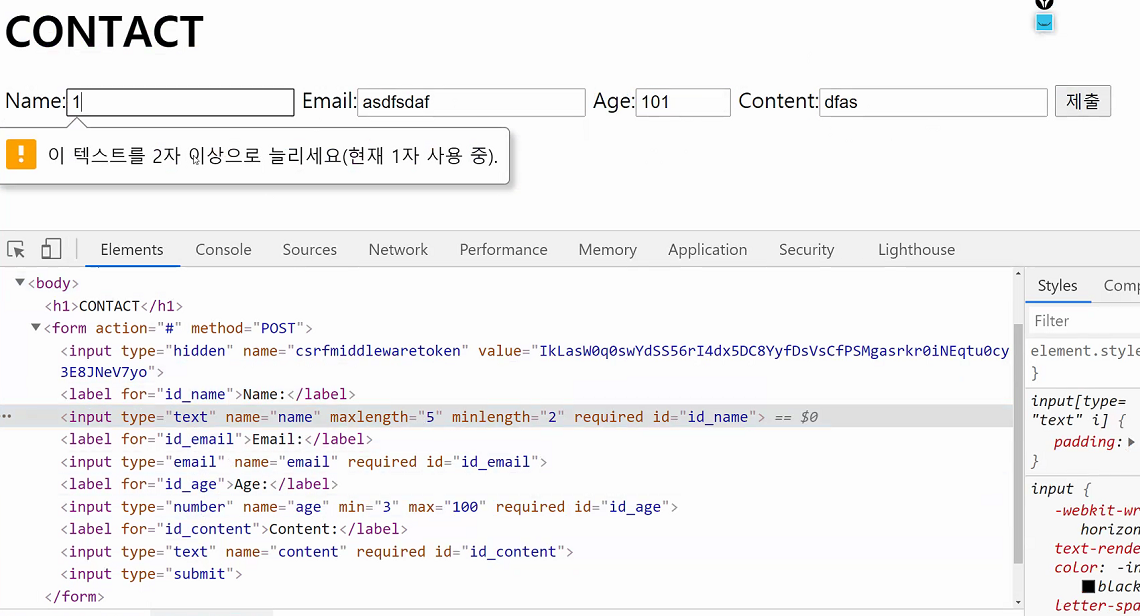 CONTACT
Name: 1 Email: asdfsdaf Age: 101 Content: dfas 제출
이 텍스트를 2자 이상으로 늘리세요(현재 1자 사용 중).
Elements Console Sources Network Performance Memory Application Security Lighthouse
▼<body>
<h1>CONTACT</h1>
▼<form action="#" method="POST">
<input type="hidden" name="csrfmiddlewaretoken" value="IkLasW0q0swYdSS56rI4dx5DC8YyfDsVsCfPSMgasrkr0iNEqtu0cy
3E8JNeV7yo">
<label for="id_name">Name:</label>
<input type="text" name="name" maxlength="5" minlength="2" required id="id_name"> == $0
<label for="id_email">Email:</label>
<input type="email" name="email" required id="id_email">
<label for="id_age">Age:</label>
<input type="number" name="age" min="3" max="100" required id="id_age">
<label for="id_content">Content:</label>
<input type="text" name="content" required id="id_content">
<input type="submit">
</form>
Styles Comp
Filter
element.style
}
input[type=
"text" i] {
padding: ▶
}
input {
-webkit-wr
horizon
text-rende
color: -in
black
letter-spa